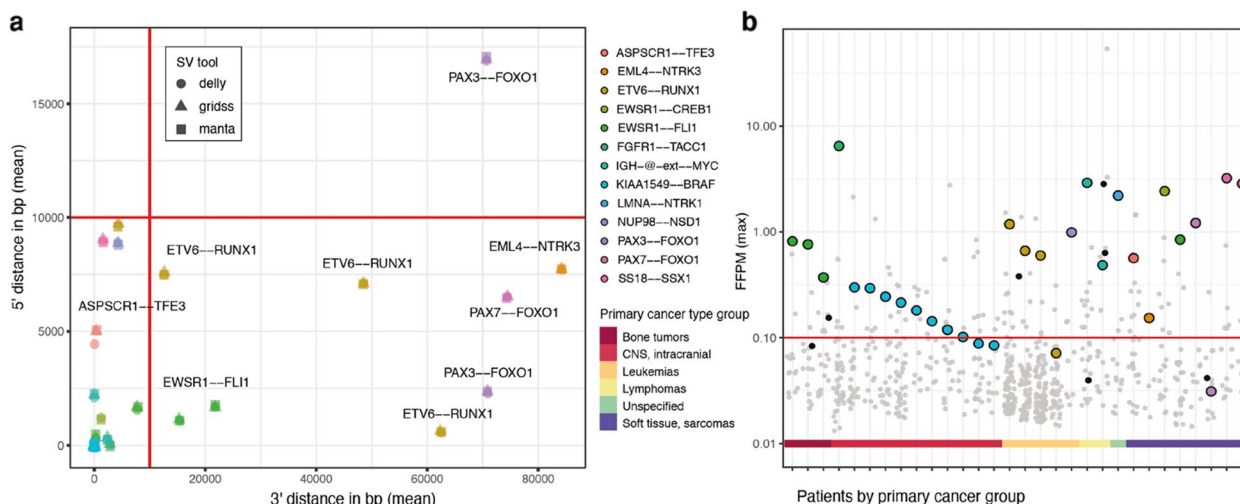 a
b
5' distance in bp (mean)
15000
10000
5000
0
0
20000
40000
60000
80000
3' distance in bp (mean)
SV tool
delly
gridss
manta
PAX3--FOXO1
ETV6--RUNX1
ETV6--RUNX1
EML4--NTRK3
ASPSCR1--TFE3
PAX7--FOXO1
EWSR1--FLI1
PAX3--FOXO1
ETV6--RUNX1
ASPSCR1--TFE3
EML4--NTRK3
ETV6--RUNX1
EWSR1--CREB1
EWSR1--FLI1
FGFR1--TACC1
IGH-@-ext--MYC
KIAA1549--BRAF
LMNA--NTRK1
NUP98--NSD1
PAX3--FOXO1
PAX7--FOXO1
SS18--SSX1
Primary cancer type group
Bone tumors
CNS, intracranial
Leukemias
Lymphomas
Unspecified
Soft tissue, sarcomas
FFPM (max)
10.00
1.00
0.10
0.01
Patients by primary cancer group